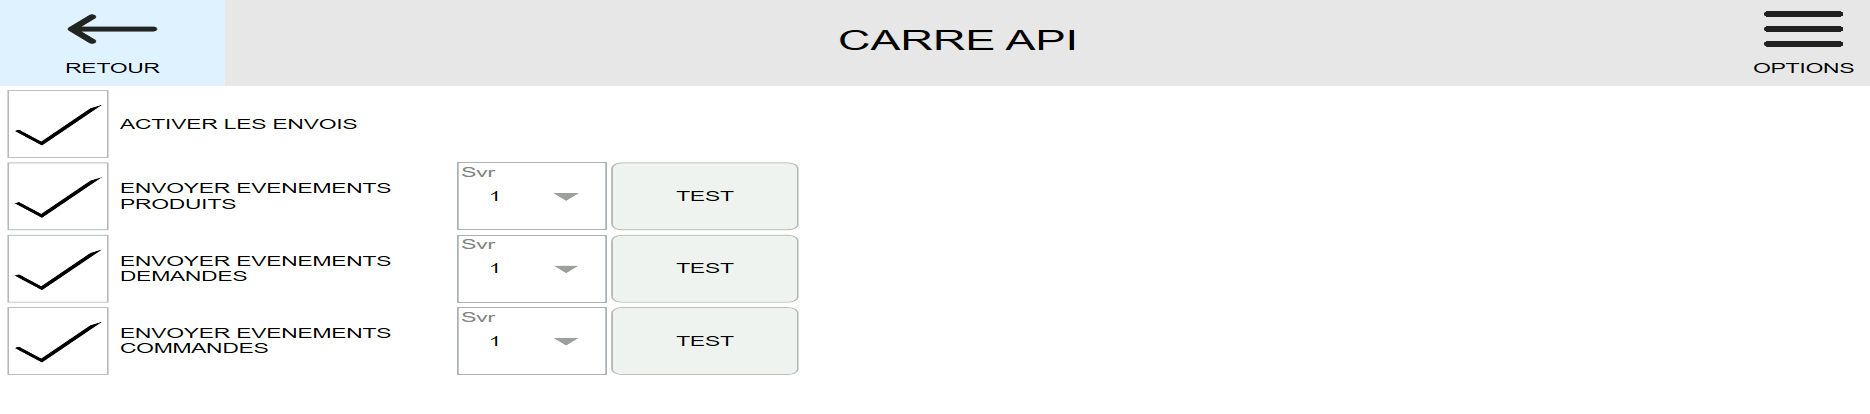 RETOUR
CARRE API
OPTIONS
ACTIVER LES ENVOIS
ENVOYER EVENEMENTS
PRODUITS
Svr
1
TEST
ENVOYER EVENEMENTS
DEMANDES
Svr
1
TEST
ENVOYER EVENEMENTS
COMMANDES
Svr
1
TEST